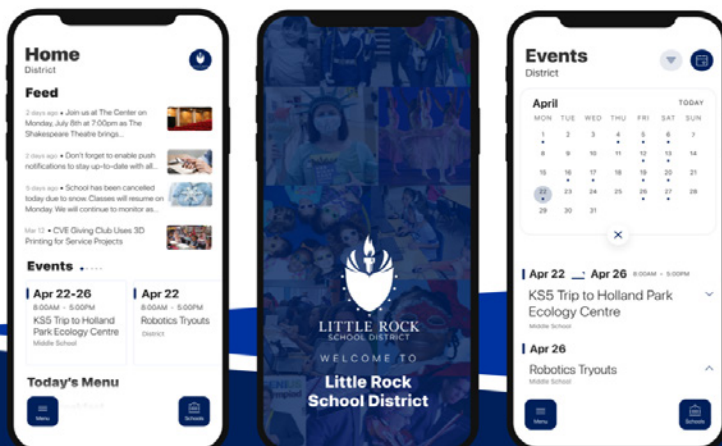 Home
District
Feed
2 days ago • Join us at The Center on
Monday, July 8th at 7:00pm as The
Shakespeare Theatre brings...
2 days ago • Don't forget to enable push
notifications to stay up-to-date with all...
5 days ago • School has been cancelled
today due to snow. Classes will resume on
Monday. We will continue to monitor as...
Mar 12 • CVE Giving Club Uses 3D
Printing for Service Projects
Events
Apr 22-26
8:00AM - 5:00PM
KS5 Trip to Holland
Park Ecology Centre
Middle School
Apr 22
8:00AM - 5:00PM
Robotics Tryouts
District
Today's Menu
Menu
Schools
LITTLE ROCK
SCHOOL DISTRICT
WELCOME TO
Little Rock
School District
Events
District
April TODAY
MON TUE WED THU FRI SAT SUN
1 2 3 4 5 6 7
8 9 10 11 12 13 14
15 16 17 18 19 20 21
22 23 24 25 26 27 28
29 30 31
Apr 22 Apr 26 8:00AM - 5:00PM
KS5 Trip to Holland Park
Ecology Centre
Middle School
Apr 26
Robotics Tryouts
Middle School
Menu
Schools